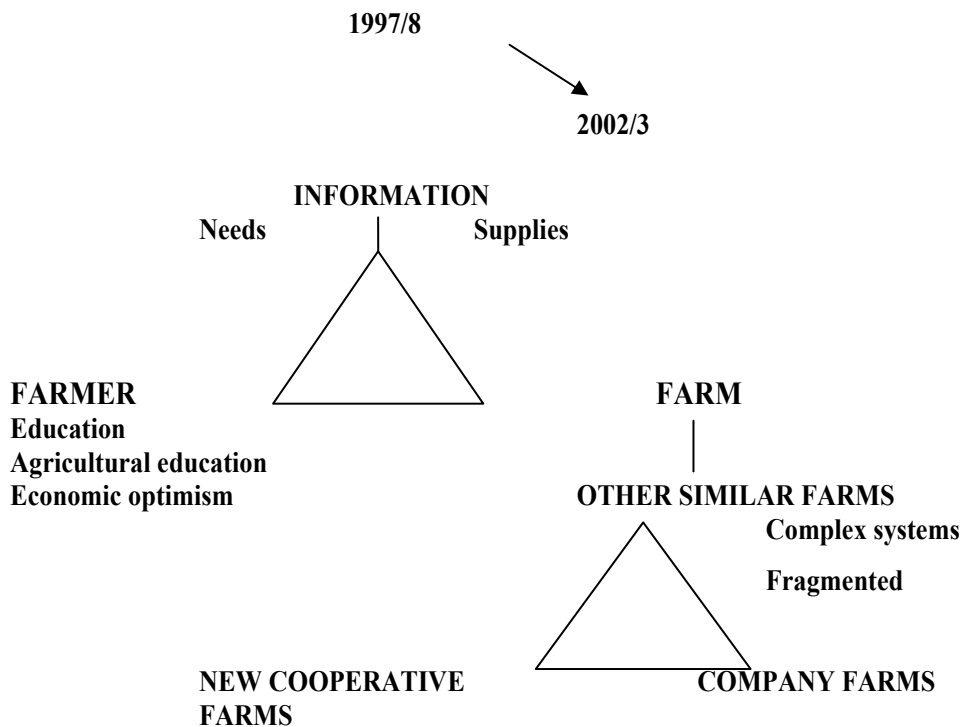 1997/8
2002/3
INFORMATION
Needs Supplies
FARMER FARM
Education
Agricultural education
Economic optimism OTHER SIMILAR FARMS
Complex systems
Fragmented
NEW COOPERATIVE COMPANY FARMS
FARMS